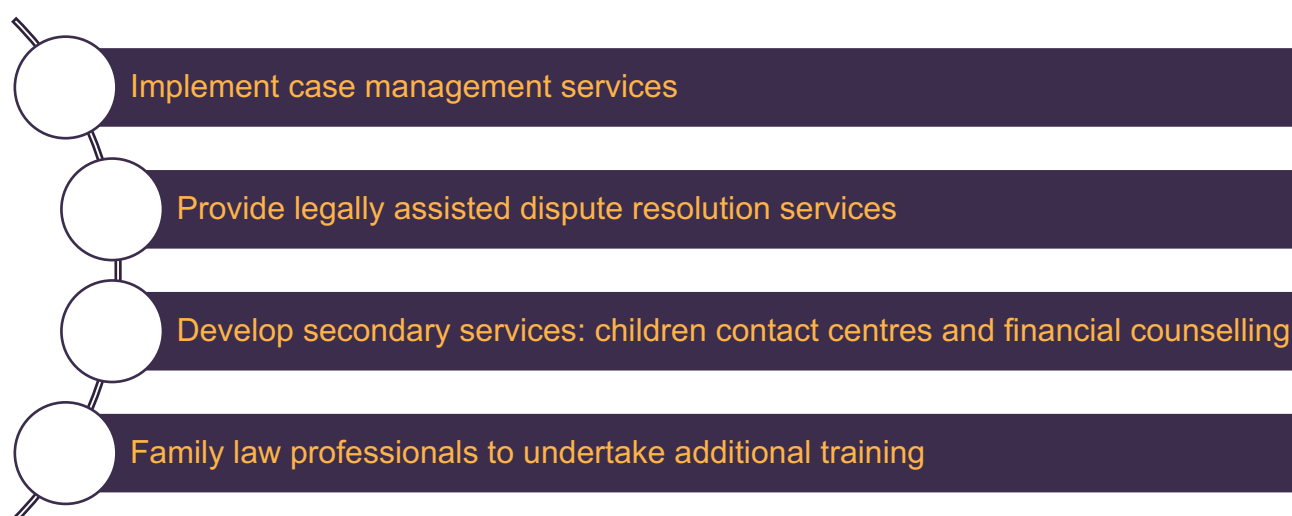 Implement case management services
Provide legally assisted dispute resolution services
Develop secondary services: children contact centres and financial counselling
Family law professionals to undertake additional training